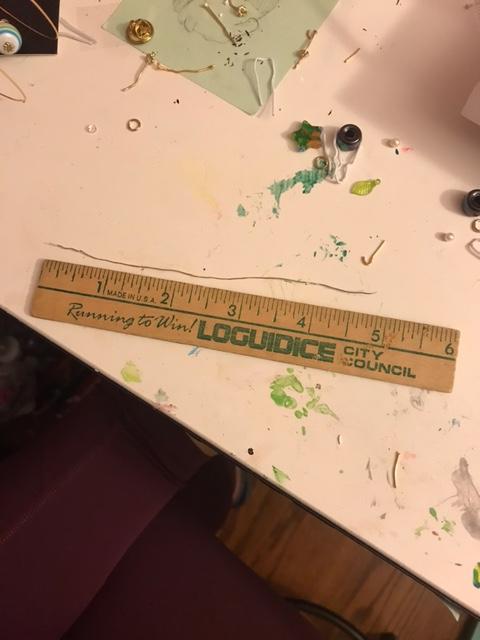 1 MADE IN U.S.A. 2 3 4 5 6
Running to Win! LOGUIDICE CITY COUNCIL